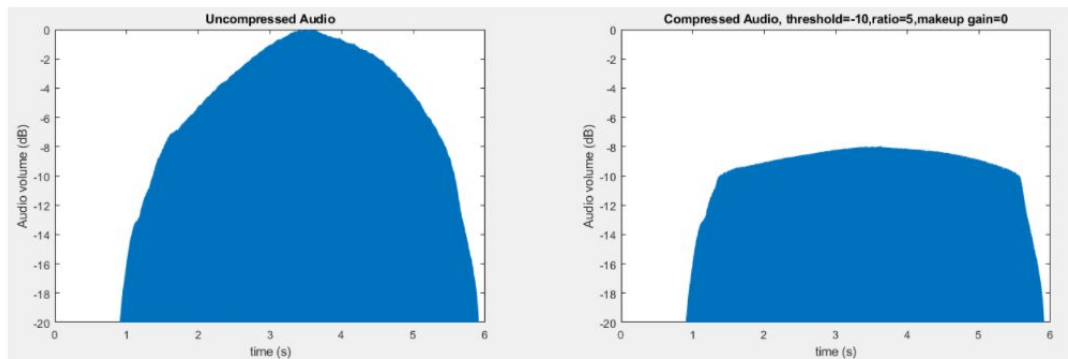 Uncompressed Audio
Audio volume (dB)
0
-2
-4
-6
-8
-10
-12
-14
-16
-18
-20
0 1 2 3 4 5 6
time (s)
Compressed Audio, threshold=-10,ratio=5,makeup gain=0
Audio volume (dB)
0
-2
-4
-6
-8
-10
-12
-14
-16
-18
-20
0 1 2 3 4 5 6
time (s)